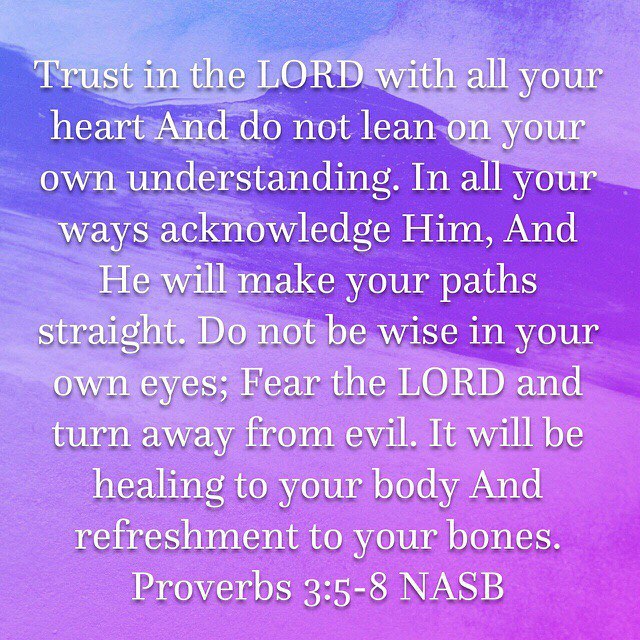 Trust in the LORD with all your
heart And do not lean on your
own understanding. In all your
ways acknowledge Him, And
He will make your paths
straight. Do not be wise in your
own eyes; Fear the LORD and
turn away from evil. It will be
healing to your body And
refreshment to your bones.
Proverbs 3:5-8 NASB